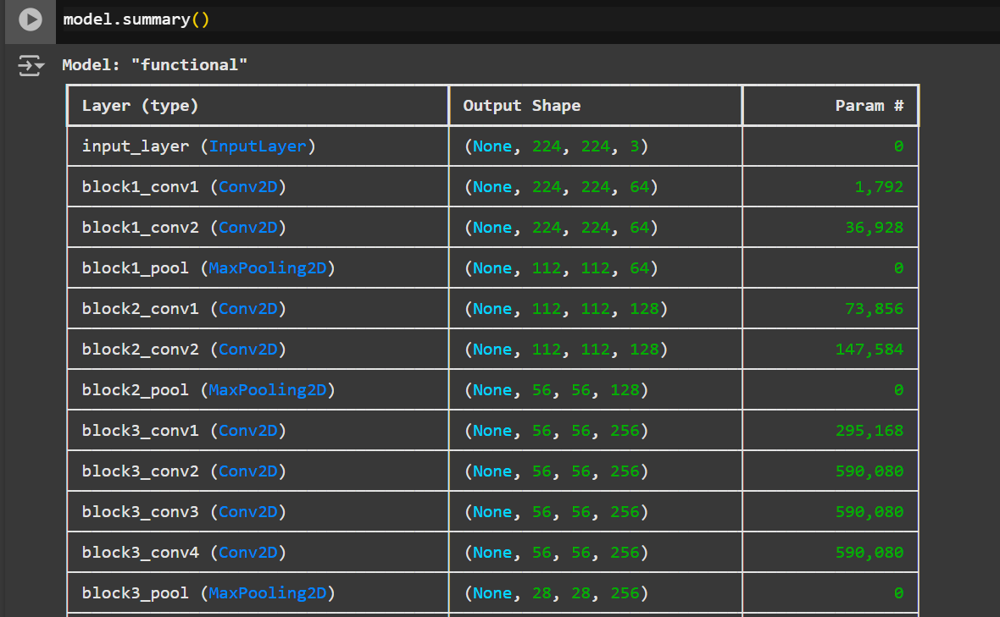 model.summary()
Model: "functional"
Layer (type) Output Shape Param #
input_layer (InputLayer) (None, 224, 224, 3) 0
block1_conv1 (Conv2D) (None, 224, 224, 64) 1,792
block1_conv2 (Conv2D) (None, 224, 224, 64) 36,928
block1_pool (MaxPooling2D) (None, 112, 112, 64) 0
block2_conv1 (Conv2D) (None, 112, 112, 128) 73,856
block2_conv2 (Conv2D) (None, 112, 112, 128) 147,584
block2_pool (MaxPooling2D) (None, 56, 56, 128) 0
block3_conv1 (Conv2D) (None, 56, 56, 256) 295,168
block3_conv2 (Conv2D) (None, 56, 56, 256) 590,080
block3_conv3 (Conv2D) (None, 56, 56, 256) 590,080
block3_conv4 (Conv2D) (None, 56, 56, 256) 590,080
block3_pool (MaxPooling2D) (None, 28, 28, 256) 0